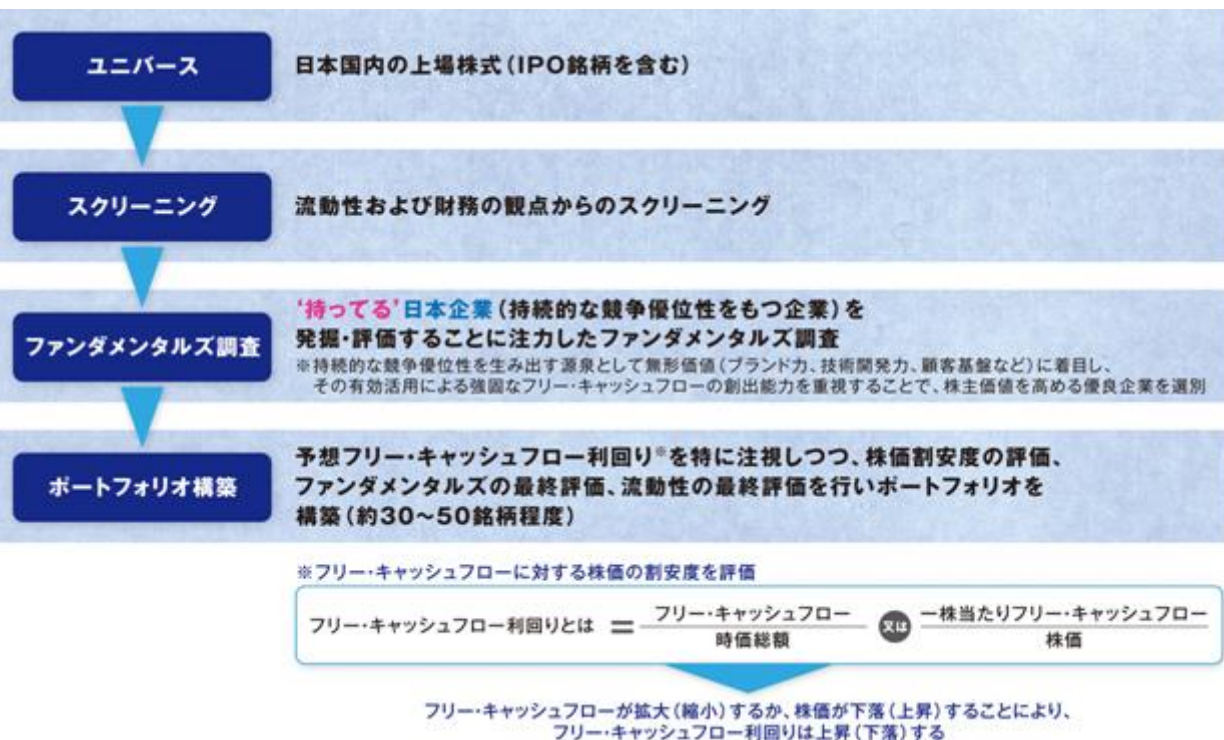 ユニバース
日本国内の上場株式(IPO銘柄を含む)
スクリーニング
流動性および財務の観点からのスクリーニング
ファンダメンタルズ調査
‘持ってる’日本企業(持続的な競争優位性をもつ企業)を
発掘・評価することに注力したファンダメンタルズ調査
※持続的な競争優位性を生み出す源泉として無形価値(ブランド力、技術開発力、顧客基盤など)に着目し、
その有効活用による強固なフリー・キャッシュフローの創出能力を重視することで、株主価値を高める優良企業を選別
ポートフォリオ構築
予想フリー・キャッシュフロー利回り※を特に注視しつつ、株価割安度の評価、
ファンダメンタルズの最終評価、流動性の最終評価を行いポートフォリオを
構築(約30〜50銘柄程度)
※フリー・キャッシュフローに対する株価の割安度を評価
フリー・キャッシュフロー利回りとは =
フリー・キャッシュフロー
時価総額
又は
一株当たりフリー・キャッシュフロー
株価
フリー・キャッシュフローが拡大(縮小)するか、株価が下落(上昇)することにより、
フリー・キャッシュフロー利回りは上昇(下落)する